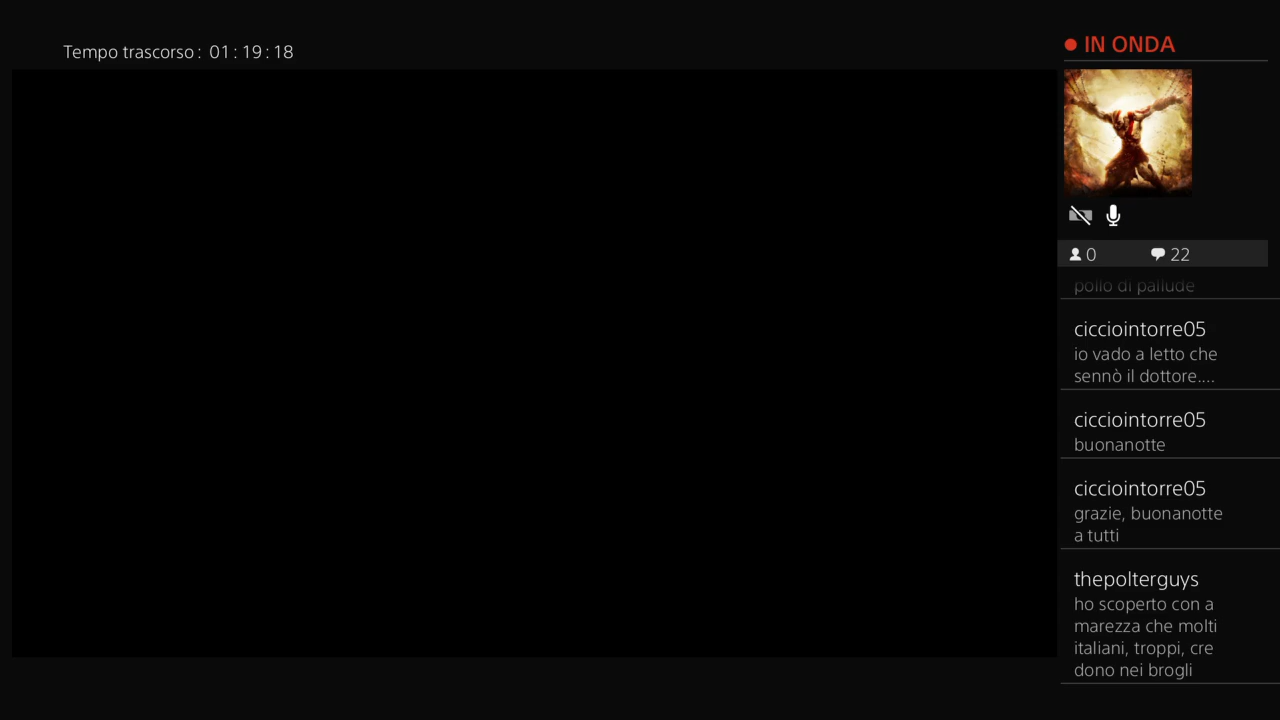 Tempo trascorso: 01:19:18
IN ONDA
0 22
pollo di pallude
cicciointorre05
io vado a letto che
sennò il dottore....
cicciointorre05
buonanotte
cicciointorre05
grazie, buonanotte
a tutti
thepolterguys
ho scoperto con a
marezza che molti
italiani, troppi, cre
dono nei brogli